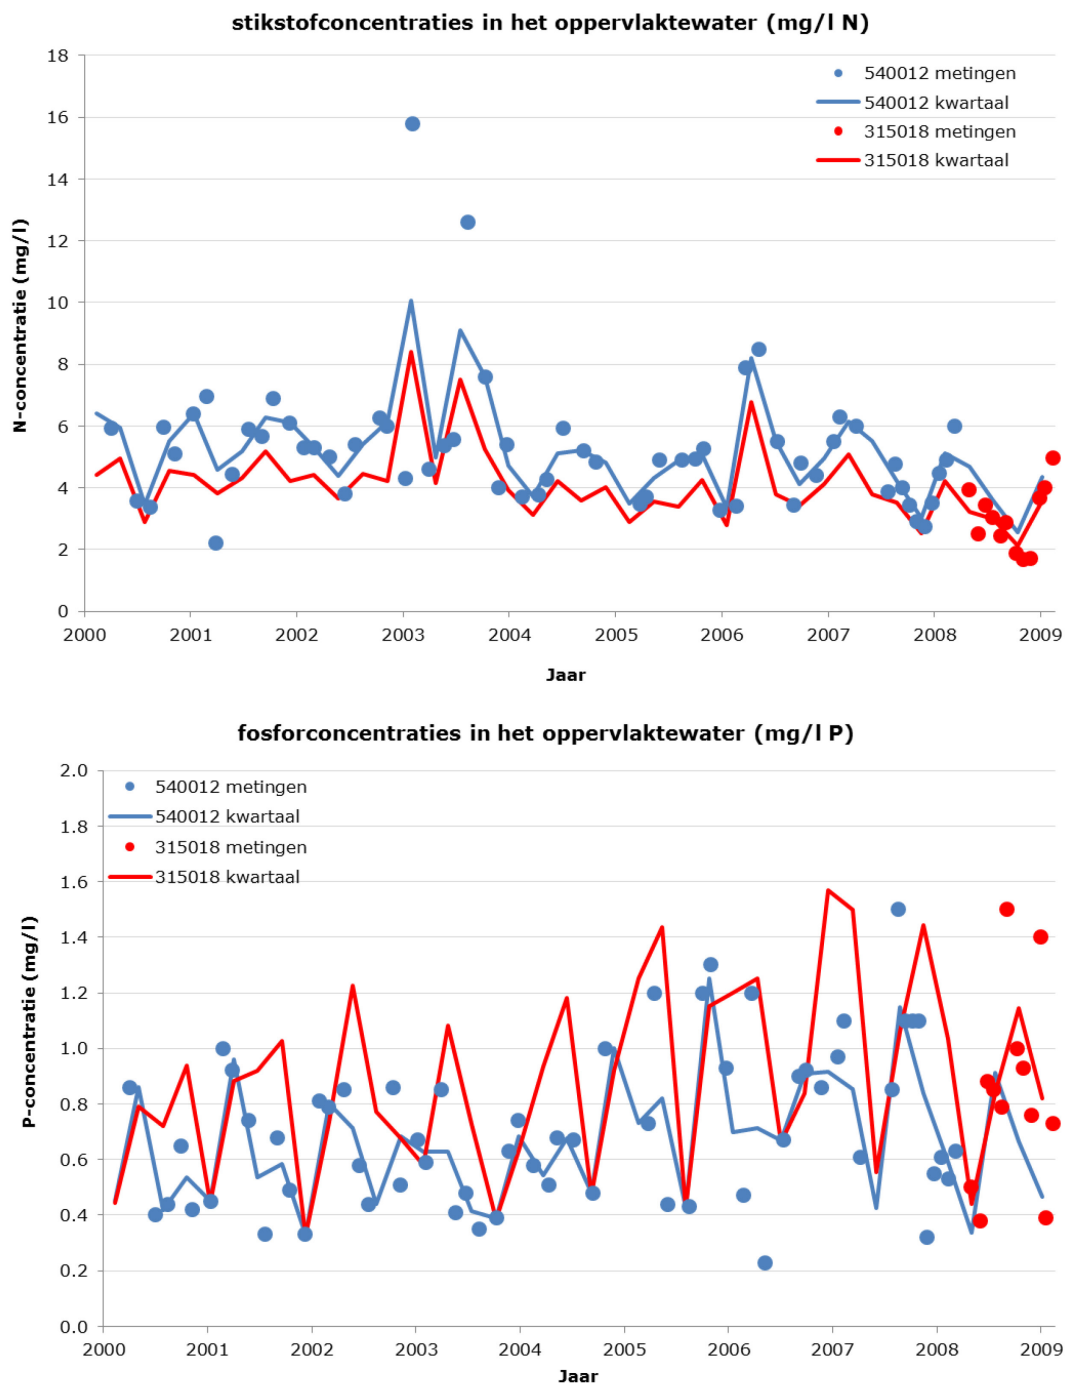 stikstofconcentraties in het oppervlaktewater (mg/l N)
18
16
14
12
10
8
6
4
2
0
N-concentratie (mg/l)
540012 metingen
540012 kwartaal
315018 metingen
315018 kwartaal
2000 2001 2002 2003 2004 2005 2006 2007 2008 2009
Jaar
fosforconcentraties in het oppervlaktewater (mg/l P)
2.0
1.8
1.6
1.4
1.2
1.0
0.8
0.6
0.4
0.2
0.0
P-concentratie (mg/l)
540012 metingen
540012 kwartaal
315018 metingen
315018 kwartaal
2000 2001 2002 2003 2004 2005 2006 2007 2008 2009
Jaar